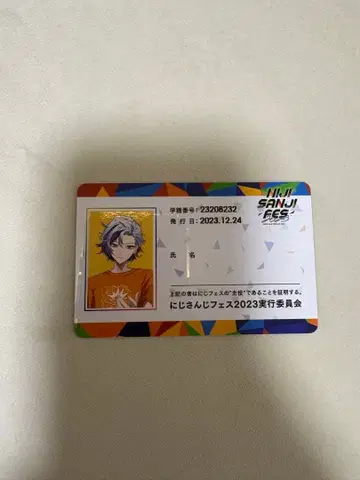 NIJI
SANJI
FES
学籍番号:23208232
発 行 日:2023.12.24
氏 名
上記の者はにじフェスの"主役"であることを証明する。
にじさんじフェス2023実行委員会